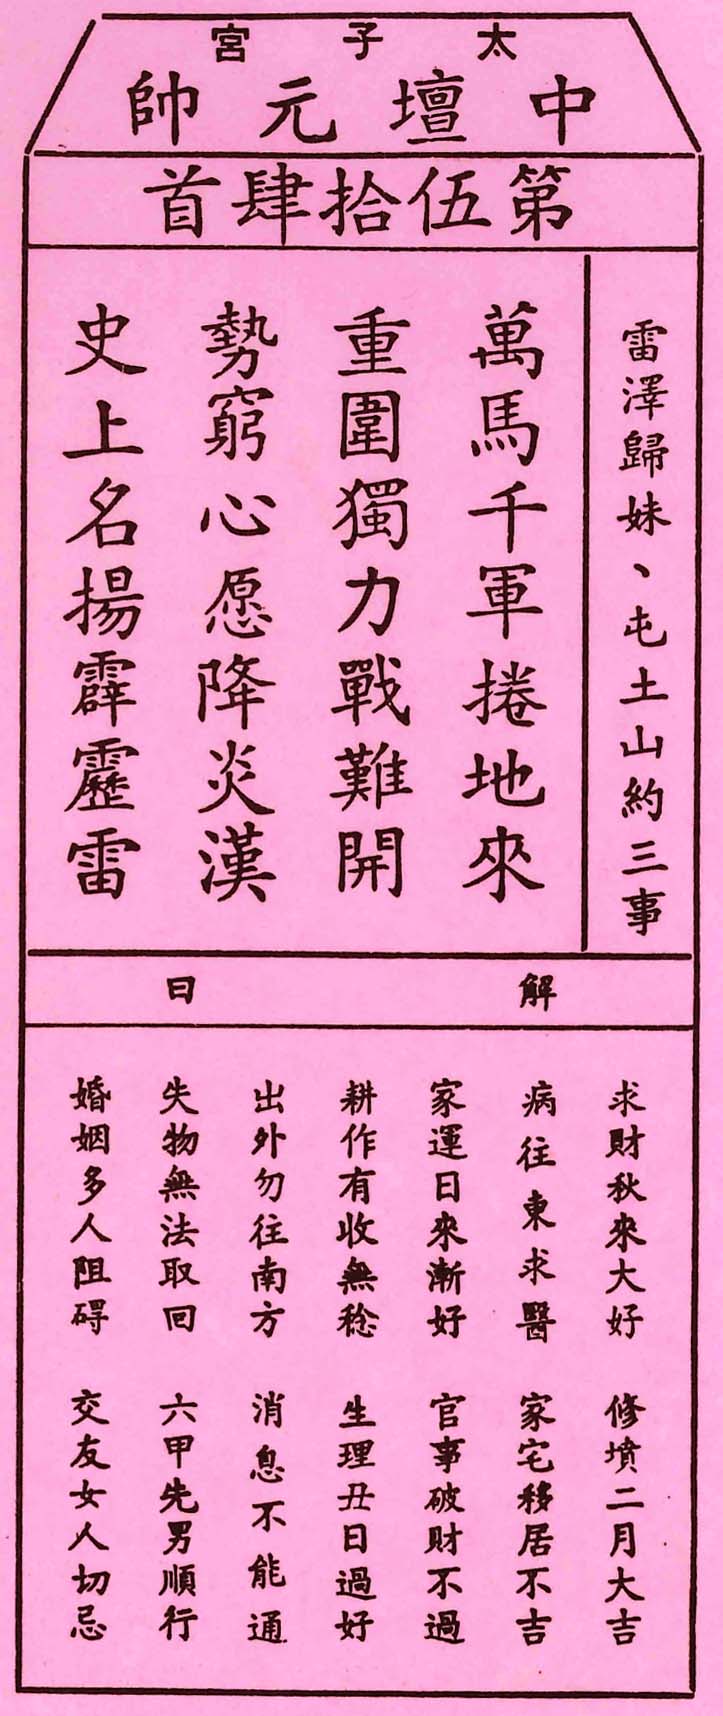 太子宮
中壇元帥
第伍拾肆首
雷澤歸妹、屯土山約三事
萬馬千軍捲地來
重圍獨力戰難開
勢窮心愿降炎漢
史上名揚霹靂雷
解曰
求財秋來大好
病往東求醫
家運日來漸好
耕作有收無稔
出外勿往南方
失物無法取回
婚姻多人阻碍
修墳二月大吉
家宅移居不吉
官事破財不過
生理丑日過好
消息不能通
六甲先男順行
交友女人切忌